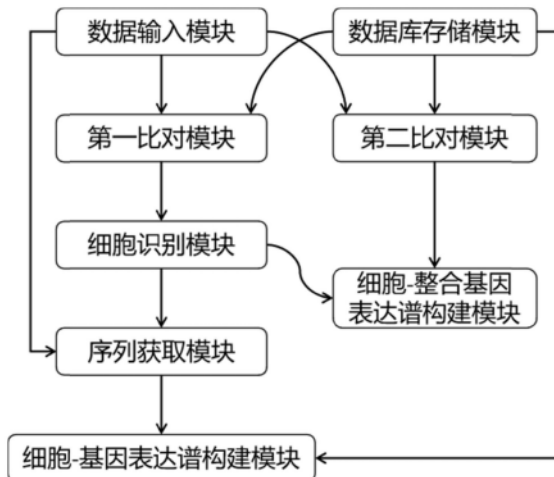 数据输入模块
数据库存储模块
第一比对模块
第二比对模块
细胞识别模块
细胞-整合基因
表达谱构建模块
序列获取模块
细胞-基因表达谱构建模块